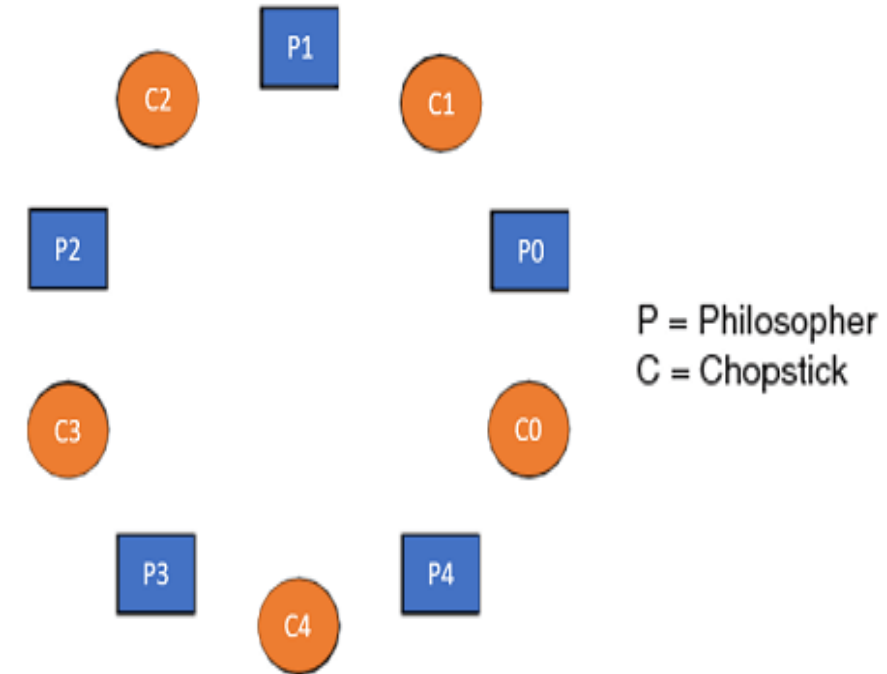 P1
C2
C1
P2
P0
P = Philosopher
C = Chopstick
C3
C0
P3
P4
C4